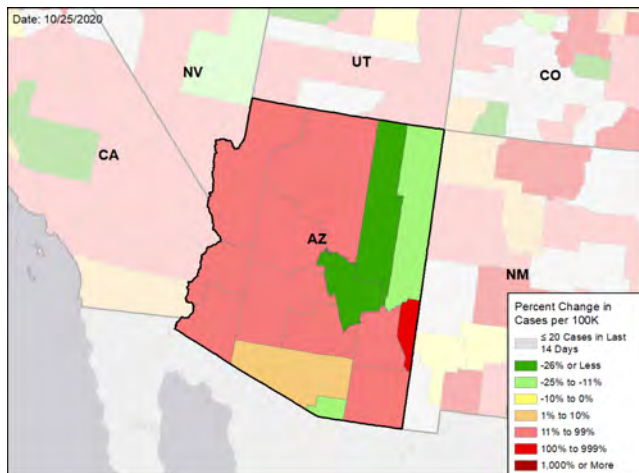 Date: 10/25/2020
UT
CO
NV
CA
AZ
NM
Percent Change in
Cases per 100K
≤ 20 Cases in Last
14 Days
-26% or Less
-25% to -11%
-10% to 0%
1% to 10%
11% to 99%
100% to 999%
1,000% or More